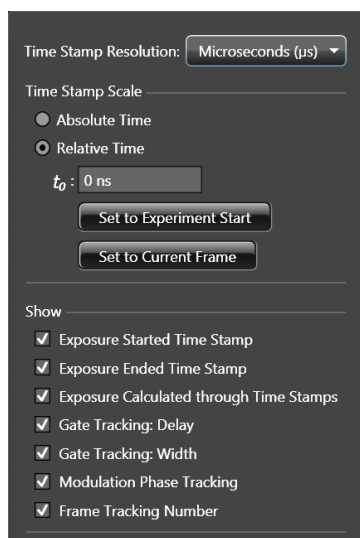 Time Stamp Resolution: Microseconds (µs)
Time Stamp Scale
Absolute Time
Relative Time
t₀ : 0 ns
Set to Experiment Start
Set to Current Frame
Show
Exposure Started Time Stamp
Exposure Ended Time Stamp
Exposure Calculated through Time Stamps
Gate Tracking: Delay
Gate Tracking: Width
Modulation Phase Tracking
Frame Tracking Number